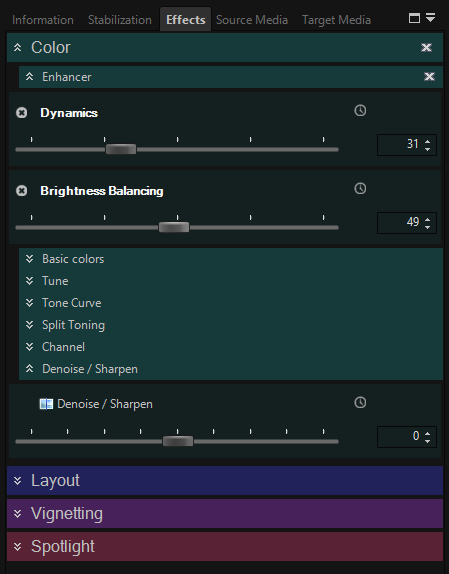 Information Stabilization Effects Source Media Target Media
Color
Enhancer
Dynamics
31
Brightness Balancing
49
Basic colors
Tune
Tone Curve
Split Toning
Channel
Denoise / Sharpen
Denoise / Sharpen
0
Layout
Vignetting
Spotlight